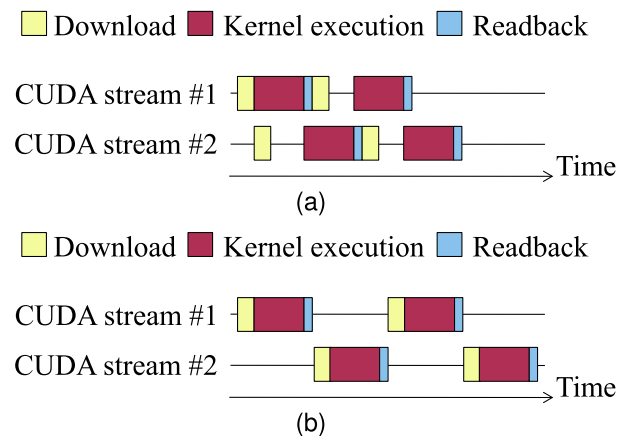 Download Kernel execution Readback
CUDA stream #1
CUDA stream #2
Time
(a)
Download Kernel execution Readback
CUDA stream #1
CUDA stream #2
Time
(b)